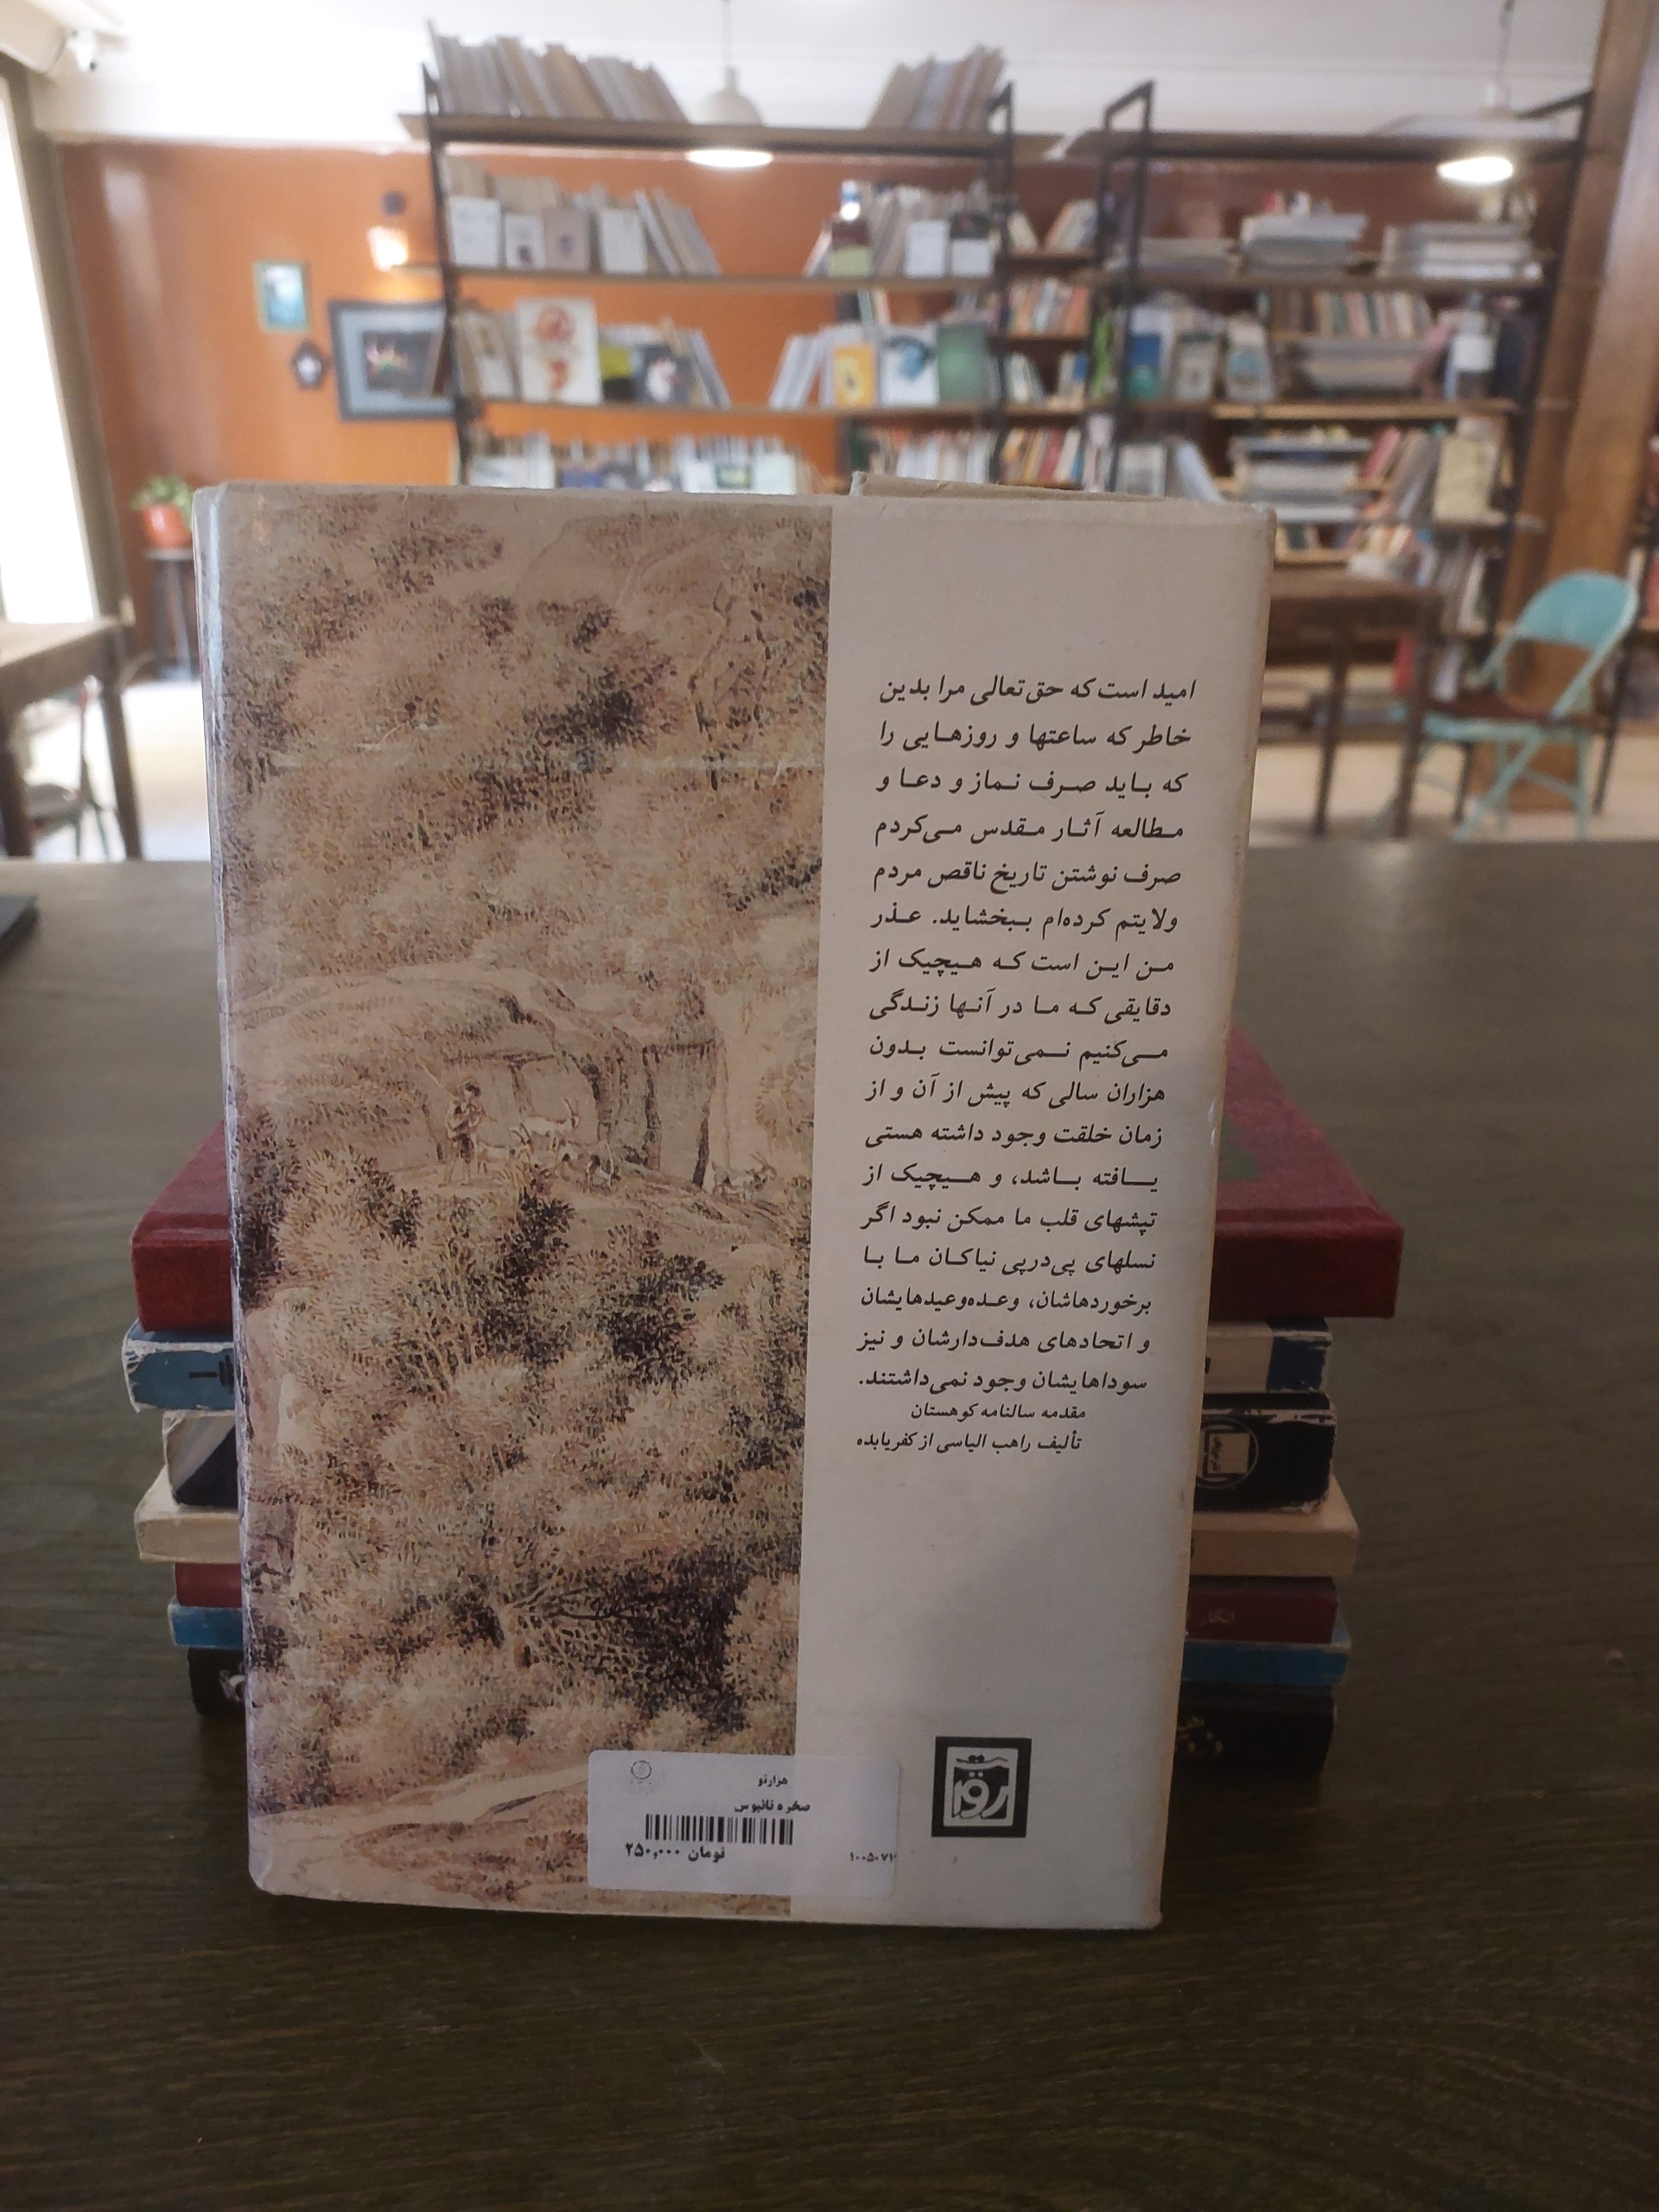 امید است که حق‌تعالی مرا بدین
خاطر که ساعتها و روزهایی را
که باید صرف نماز و دعا و
مطالعه آثار مقدس می‌کردم
صرف نوشتن تاریخ ناقص مردم
ولایتم کرده‌ام ببخشاید. عذر
من این است که هیچیک از
دقایقی که ما در آنها زندگی
می‌کنیم نمی‌توانست بدون
هزاران سالی که پیش از آن و از
زمان خلقت وجود داشته هستی
یافته باشد، و هیچیک از
تپشهای قلب ما ممکن نبود اگر
نسلهای پی‌درپی نیاکان ما با
برخوردهاشان، وعده‌وعیدهایشان
و اتحادهای هدف‌دارشان و نیز
سوداهایشان وجود نمی‌داشتند.
مقدمه سالنامه کوهستان
تألیف راهب الیاسی از کفریابده
هزارتو
صخره تانیوس
۲۵۰,۰۰۰ تومان
انگار